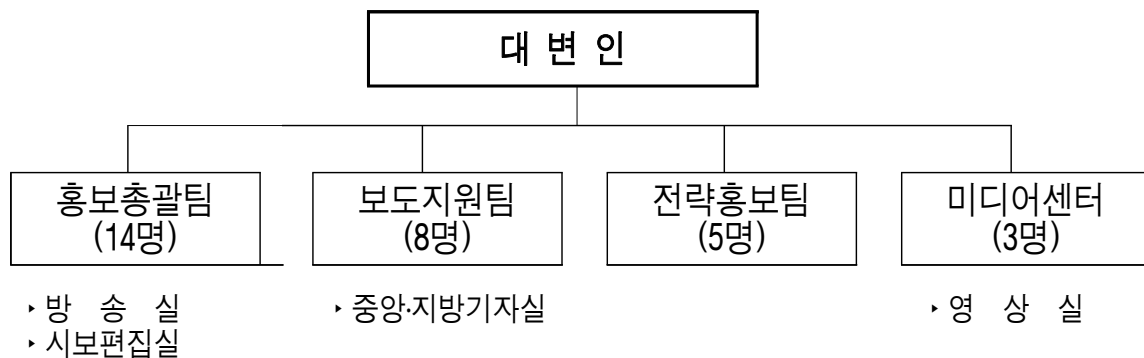 대 변 인
홍보총괄팀
(14명)
보도지원팀
(8명)
전략홍보팀
(5명)
미디어센터
(3명)
‣ 방 송 실
‣ 시보편집실
‣ 중앙·지방기자실
‣ 영 상 실